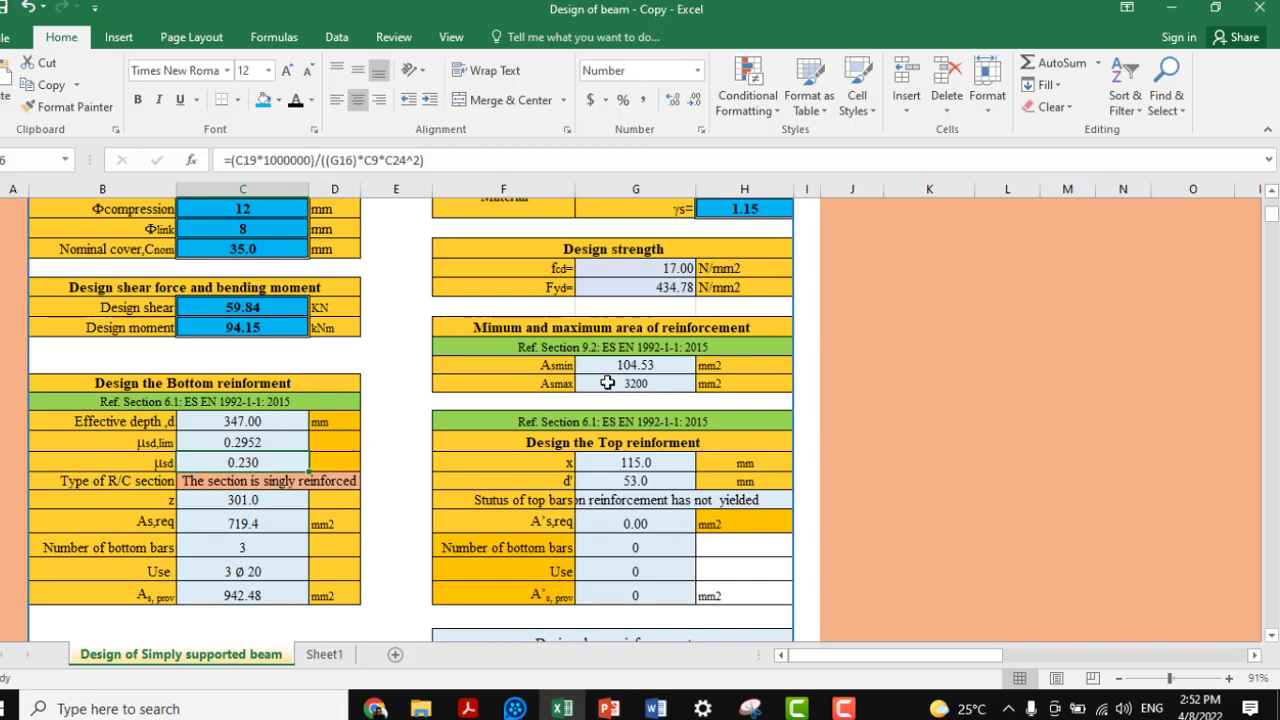 Design of beam - Copy - Excel
Home Insert Page Layout Formulas Data Review View Tell me what you want to do... Sign in Share
Cut
Copy
Format Painter
Clipboard
Times New Roma 12
B I U A
Font
Wrap Text
Merge & Center
Alignment
Number
$ % ,
Number
Conditional Formatting
Format as Table
Cell Styles
Styles
Insert Delete Format
Cells
AutoSum
Fill
Clear
Sort & Filter
Find & Select
Editing
6 fx =(C19*1000000)/((G16)*C9*C24^2)
A B C D E F G H I J K L M N O
Φcompression 12 mm
Φlink 8 mm
Nominal cover,Cnom 35.0 mm
Design shear force and bending moment
Design shear 59.84 KN
Design moment 94.15 kNm
Design the Bottom reinforment
Ref. Section 6.1: ES EN 1992-1-1: 2015
Effective depth ,d 347.00 mm
μsd,lim 0.2952
μsd 0.230
Type of R/C section The section is singly reinforced
z 301.0
As,req 719.4 mm2
Number of bottom bars 3
Use 3 Ø 20
As, prov 942.48 mm2
Material γs= 1.15
Design strength
fcd= 17.00 N/mm2
Fyd= 434.78 N/mm2
Mimum and maximum area of reinforcement
Ref. Section 9.2: ES EN 1992-1-1: 2015
Asmin 104.53 mm2
Asmax 3200 mm2
Ref. Section 6.1: ES EN 1992-1-1: 2015
Design the Top reinforment
x 115.0 mm
d' 53.0 mm
Stutus of top bars on reinforcement has not yielded
A's,req 0.00 mm2
Number of bottom bars 0
Use 0
A's, prov 0 mm2
Design of Simply supported beam Sheet1
dy 91%
Type here to search
25°C
2:52 PM
4/8/2022